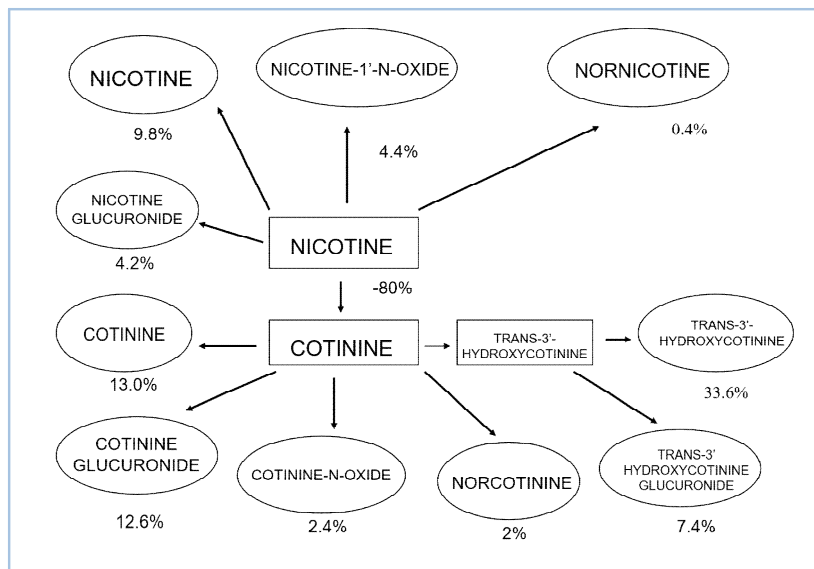 NICOTINE
9.8%
NICOTINE-1'-N-OXIDE
4.4%
NORNICOTINE
0.4%
NICOTINE
GLUCURONIDE
4.2%
NICOTINE
-80%
COTININE
13.0%
COTININE
TRANS-3'-
HYDROXYCOTININE
TRANS-3'-
HYDROXYCOTININE
33.6%
COTININE
GLUCURONIDE
12.6%
COTININE-N-OXIDE
2.4%
NORCOTININE
2%
TRANS-3'
HYDROXYCOTININE
GLUCURONIDE
7.4%